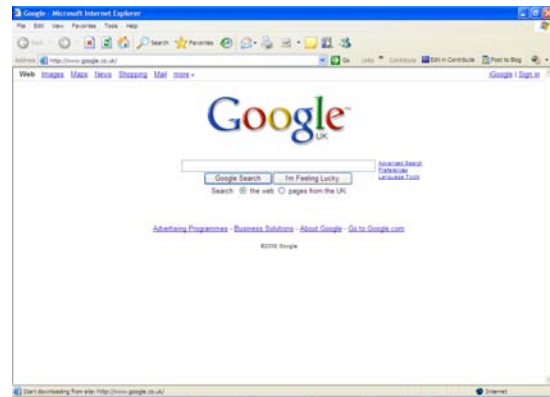 Google - Microsoft Internet Explorer
File Edit View Favorites Tools Help
Search Favorites
Address http://www.google.co.uk/ Go Links Contribute Edit in Contribute Post to Blog
Web Images Maps News Shopping Mail more
iGoogle | Sign in
Google
UK
Advanced Search
Preferences
Language Tools
Google Search I'm Feeling Lucky
Search: the web pages from the UK
Advertising Programmes - Business Solutions - About Google - Go to Google.com
Start downloading from site: http://www.google.co.uk/ Internet